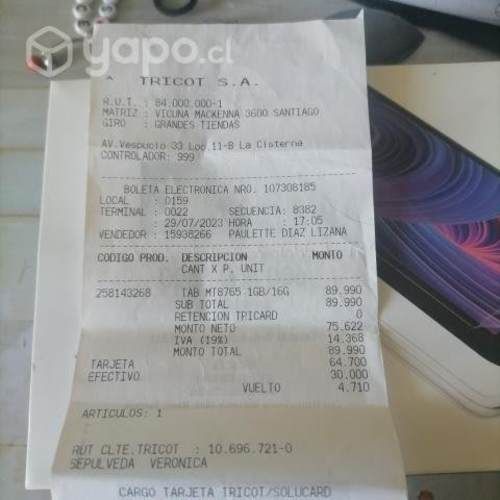 yapo.cl
TRICOT S.A.
R.U.T. : 84.000.000-1
MATRIZ : VICUNA MACKENNA 3600 SANTIAGO
GIRO : GRANDES TIENDAS
AV.Vespucio 33 Loc 11-B La Cisterna
CONTROLADOR: 999
BOLETA ELECTRONICA NRO. 107308185
LOCAL : 0159
TERMINAL : 0022 SECUENCIA: 8382
: 29/07/2023 HORA : 17:05
VENDEDOR : 15938266 PAULETTE DIAZ LIZANA
CODIGO PROD. DESCRIPCION MONTO
CANT X P. UNIT
258143268 TAB MT8765 1GB/16G 89.990
SUB TOTAL 89.990
RETENCION TRICARD 0
MONTO NETO 75.622
IVA (19%) 14.368
MONTO TOTAL 89.990
TARJETA 64.700
EFECTIVO 30.000
VUELTO 4.710
ARTICULOS: 1
RUT CLTE.TRICOT : 10.696.721-0
SEPULVEDA VERONICA
CARGO TARJETA TRICOT/SOLUCARD